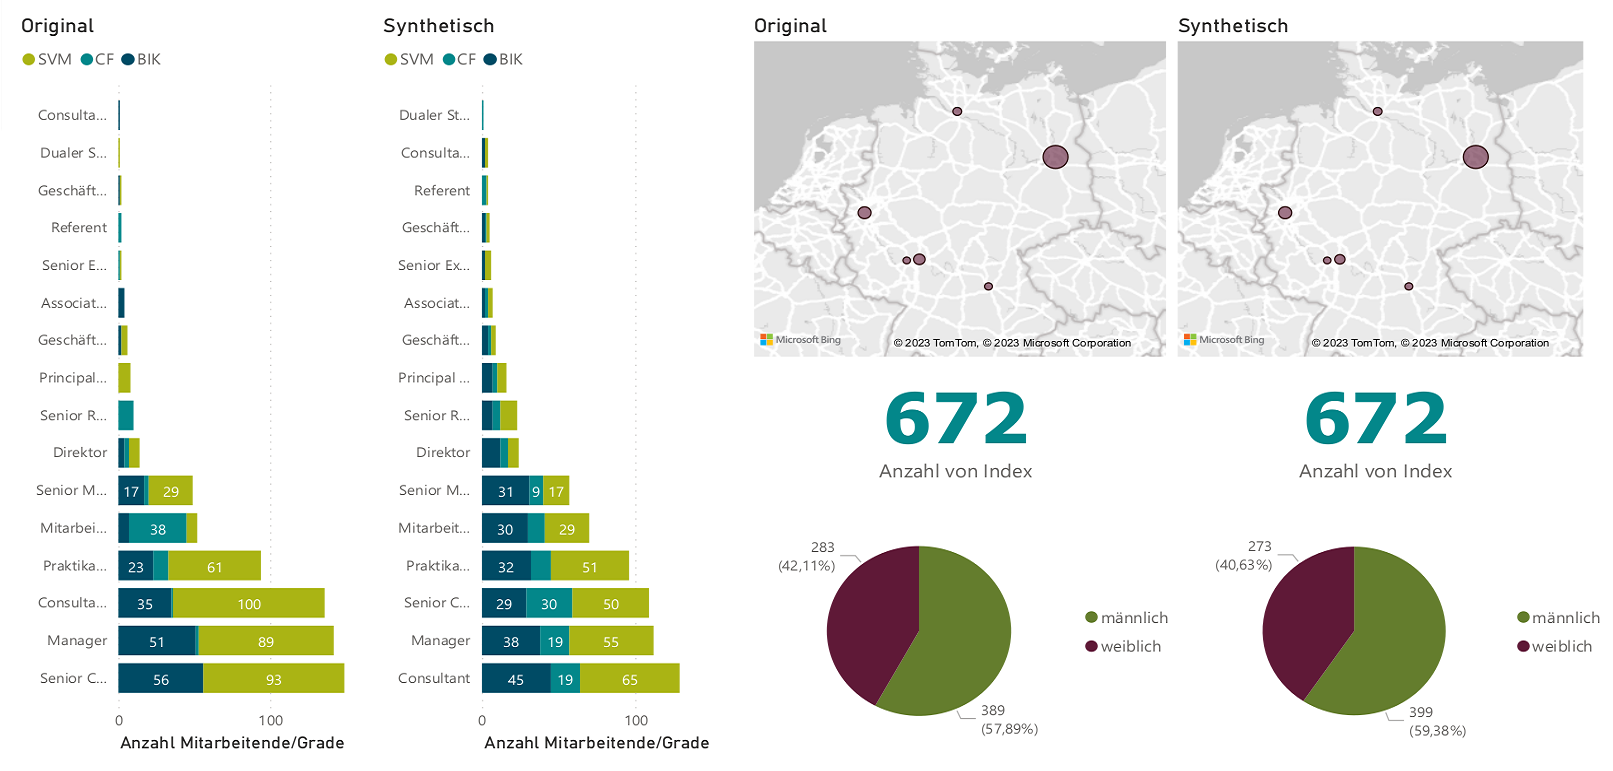 Original
SVM CF BIK
Consulta...
Dualer S...
Geschäft...
Referent
Senior E...
Associat...
Geschäft...
Principal...
Senior R...
Direktor
Senior M... 17 29
Mitarbei... 38
Praktika... 23 61
Consulta... 35 100
Manager 51 89
Senior C... 56 93
0 100
Anzahl Mitarbeitende/Grade
Synthetisch
SVM CF BIK
Dualer St...
Consulta...
Referent
Geschäft...
Senior Ex...
Associat...
Geschäft...
Principal ...
Senior R...
Direktor
Senior M... 31 9 17
Mitarbeit... 30 29
Praktika... 32 51
Senior C... 29 30 50
Manager 38 19 55
Consultant 45 19 65
0 100
Anzahl Mitarbeitende/Grade
Original
Microsoft Bing
© 2023 TomTom, © 2023 Microsoft Corporation
672
Anzahl von Index
283
(42,11%)
389
(57,89%)
männlich
weiblich
Synthetisch
Microsoft Bing
© 2023 TomTom, © 2023 Microsoft Corporation
672
Anzahl von Index
273
(40,63%)
399
(59,38%)
männlich
weiblich